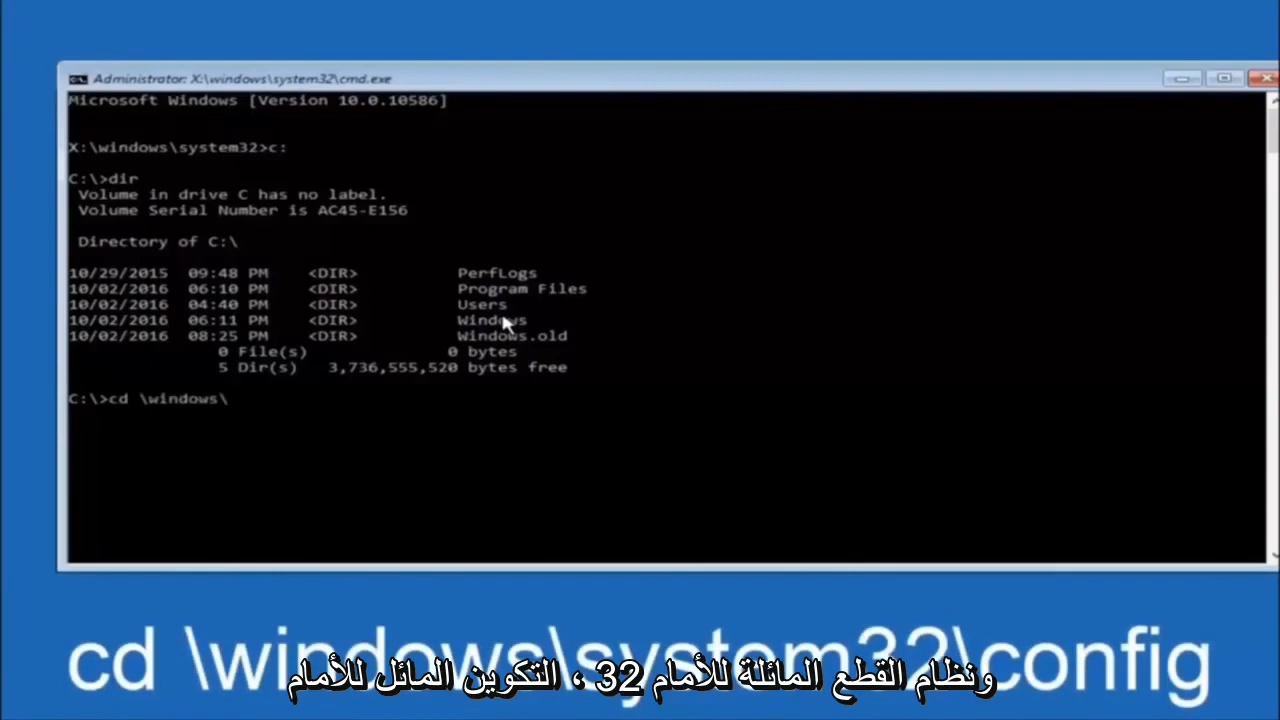 Administrator: X:\windows\system32\cmd.exe
Microsoft Windows [Version 10.0.10586]
X:\windows\system32>c:
C:\>dir
Volume in drive C has no label.
Volume Serial Number is AC45-E156
Directory of C:\
10/29/2015 09:48 PM <DIR> PerfLogs
10/02/2016 06:10 PM <DIR> Program Files
10/02/2016 04:40 PM <DIR> Users
10/02/2016 06:11 PM <DIR> Windows
10/02/2016 08:25 PM <DIR> Windows.old
0 File(s) 0 bytes
5 Dir(s) 3,736,555,520 bytes free
C:\>cd \windows\
cd \windows\system32\config
ونظام القطع المائلة للأمام 32 ، التكوين المائل للأمام